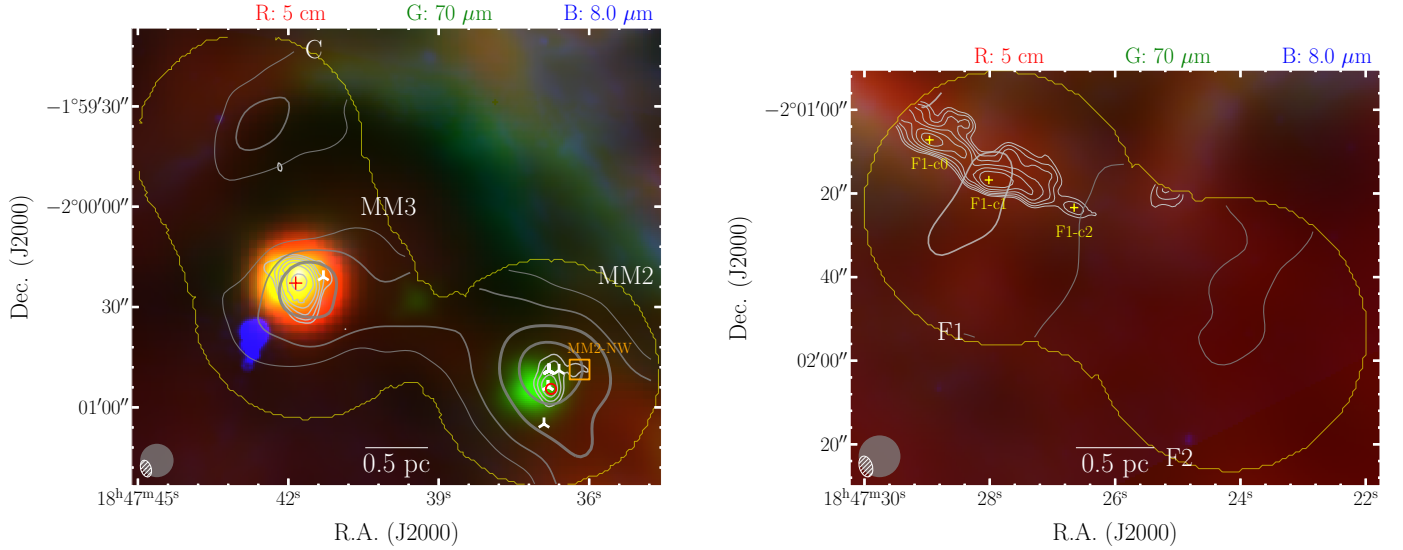 R: 5 cm G: 70 μm B: 8.0 μm
C
MM3
MM2
MM2-NW
0.5 pc
−1°59′30″
−2°00′00″
30″
01′00″
Dec. (J2000)
18ʰ47ᵐ45ˢ 42ˢ 39ˢ 36ˢ
R.A. (J2000)
R: 5 cm G: 70 μm B: 8.0 μm
F1-c0
F1-c1
F1-c2
F1
F2
0.5 pc
−2°01′00″
20″
40″
02′00″
20″
Dec. (J2000)
18ʰ47ᵐ30ˢ 28ˢ 26ˢ 24ˢ 22ˢ
R.A. (J2000)